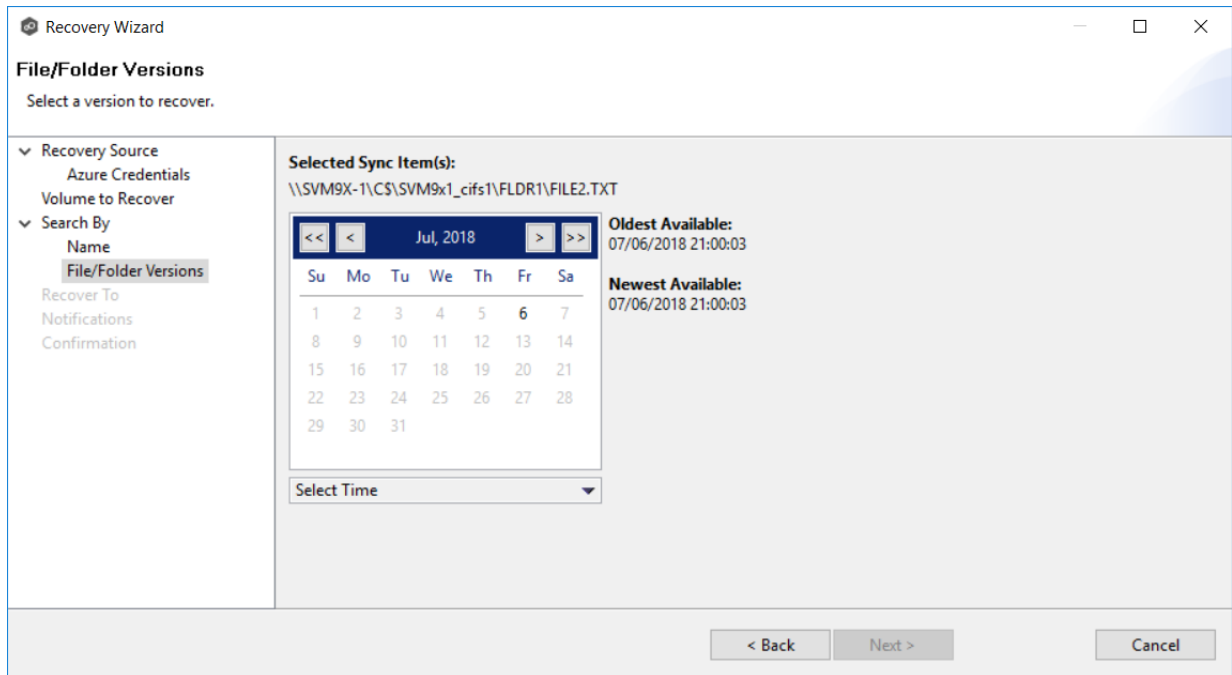 Recovery Wizard
File/Folder Versions
Select a version to recover.
Recovery Source
Azure Credentials
Volume to Recover
Search By
Name
File/Folder Versions
Recover To
Notifications
Confirmation
Selected Sync Item(s):
\\SVM9X-1\C$\SVM9x1_cifs1\FLDR1\FILE2.TXT
<< < Jul, 2018 > >>
Su Mo Tu We Th Fr Sa
1 2 3 4 5 6 7
8 9 10 11 12 13 14
15 16 17 18 19 20 21
22 23 24 25 26 27 28
29 30 31
Select Time
Oldest Available:
07/06/2018 21:00:03
Newest Available:
07/06/2018 21:00:03
< Back Next > Cancel